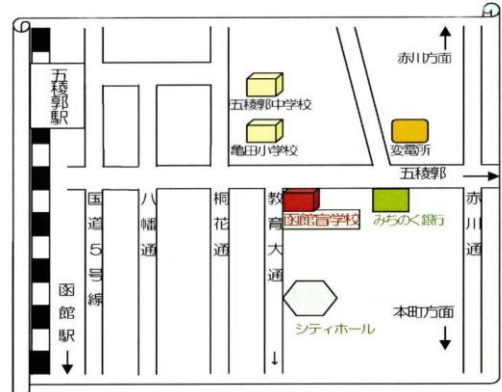 赤川方面
五稜郭駅
五稜郭中学校
亀田小学校
変電所
五稜郭
国道5号線
八幡通
桐花通
教育大通
函館盲学校
みちのく銀行
赤川通
函館駅
シティホール
本町方面